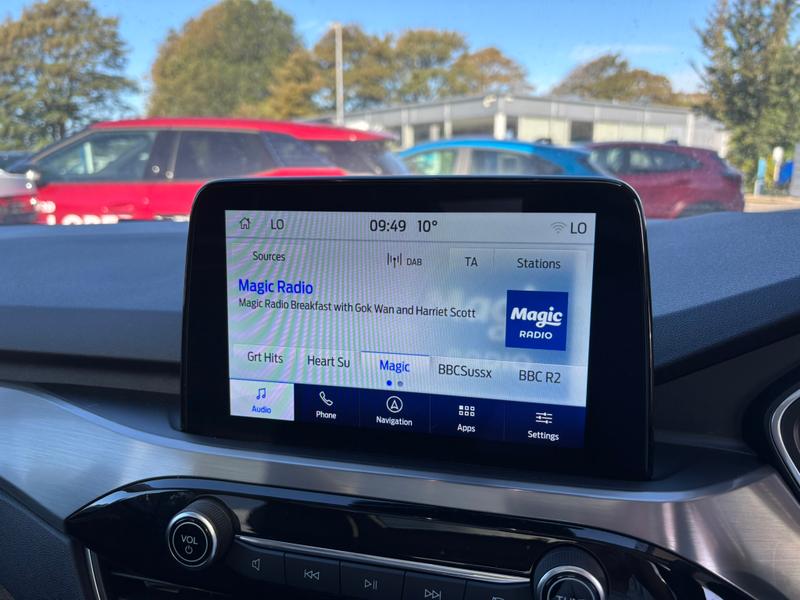 LO 09:49 10° LO
Sources DAB TA Stations
Magic Radio
Magic Radio Breakfast with Gok Wan and Harriet Scott
Magic
RADIO
Grt Hits Heart Su Magic BBCSussx BBC R2
Audio Phone Navigation Apps Settings
VOL